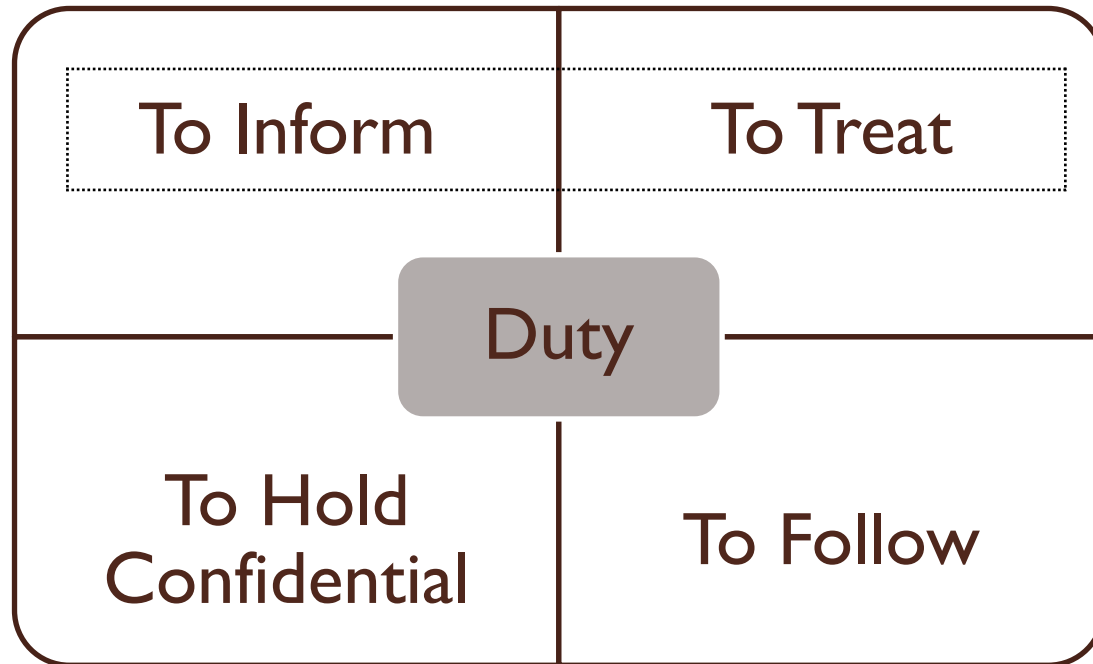 To Inform
To Treat
Duty
To Hold
Confidential
To Follow